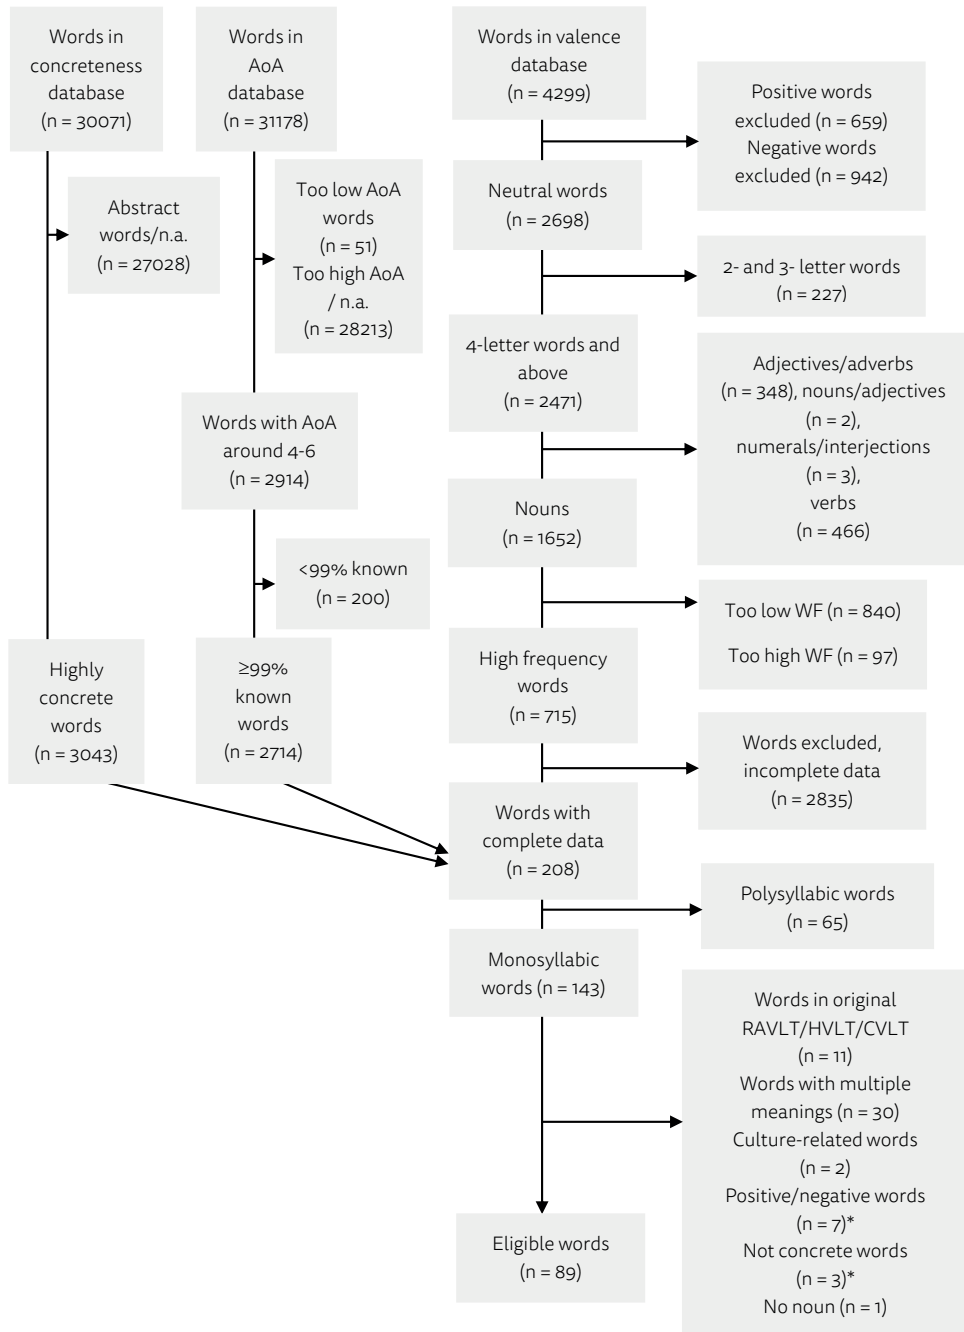 Words in
concreteness
database
(n = 30071)
Words in
AoA
database
(n = 31178)
Words in valence
database
(n = 4299)
Positive words
excluded (n = 659)
Negative words
excluded (n = 942)
Abstract
words/n.a.
(n = 27028)
Too low AoA
words
(n = 51)
Too high AoA
/ n.a.
(n = 28213)
Neutral words
(n = 2698)
2- and 3- letter words
(n = 227)
4-letter words and
above
(n = 2471)
Adjectives/adverbs
(n = 348), nouns/adjectives
(n = 2),
numerals/interjections
(n = 3),
verbs
(n = 466)
Words with AoA
around 4-6
(n = 2914)
Nouns
(n = 1652)
<99% known
(n = 200)
Too low WF (n = 840)
Too high WF (n = 97)
Highly
concrete
words
(n = 3043)
≥99%
known
words
(n = 2714)
High frequency
words
(n = 715)
Words excluded,
incomplete data
(n = 2835)
Words with
complete data
(n = 208)
Polysyllabic words
(n = 65)
Monosyllabic
words (n = 143)
Words in original
RAVLT/HVLT/CVLT
(n = 11)
Words with multiple
meanings (n = 30)
Culture-related words
(n = 2)
Positive/negative words
(n = 7)*
Not concrete words
(n = 3)*
No noun (n = 1)
Eligible words
(n = 89)